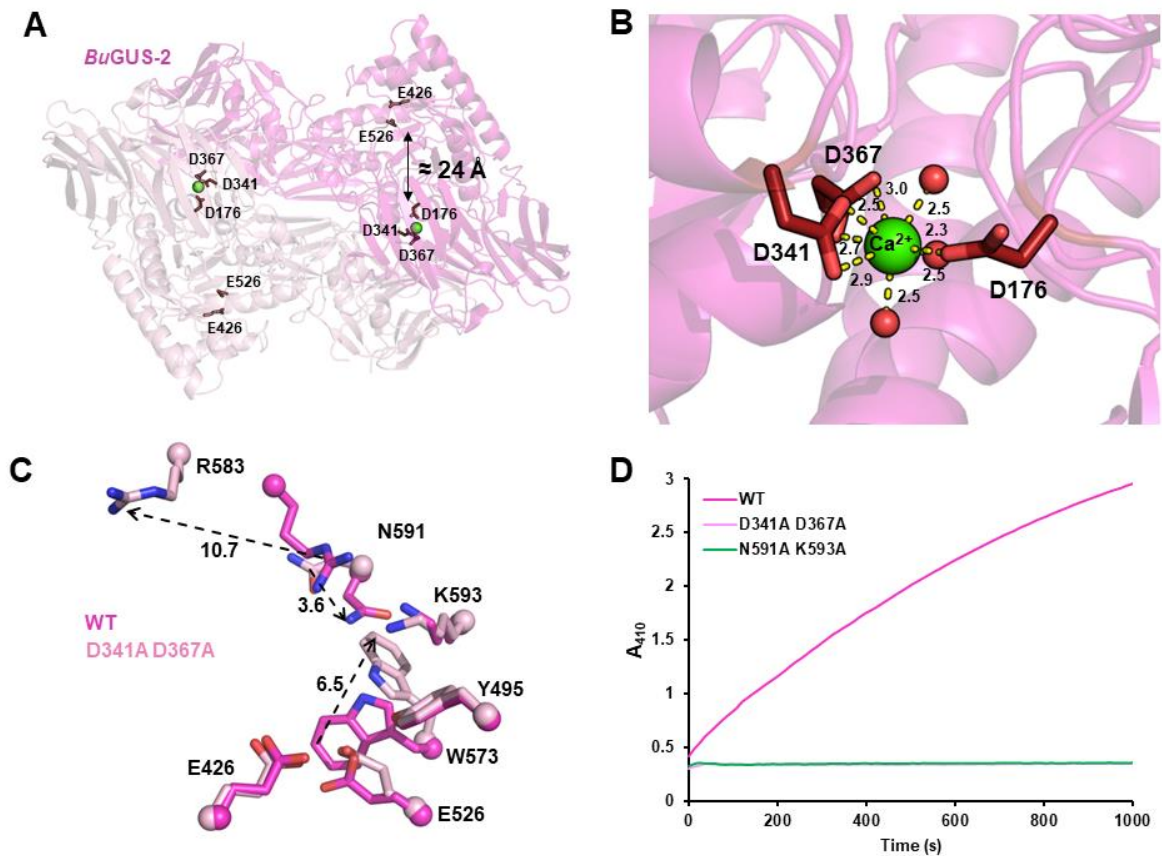 A
BuGUS-2
E426
E526
≈ 24 Å
D367
D341
D176
D176
D341
D367
E526
E426
B
D367
3.0
2.5
2.5
2.3
D341
2.7
Ca2+
2.5
2.9
2.5
D176
C
R583
N591
10.7
3.6
K593
WT
D341A D367A
6.5
Y495
W573
E426
E526
D
3
WT
D341A D367A
2.5
N591A K593A
2
A410
1.5
1
0.5
0
0 200 400 600 800 1000
Time (s)